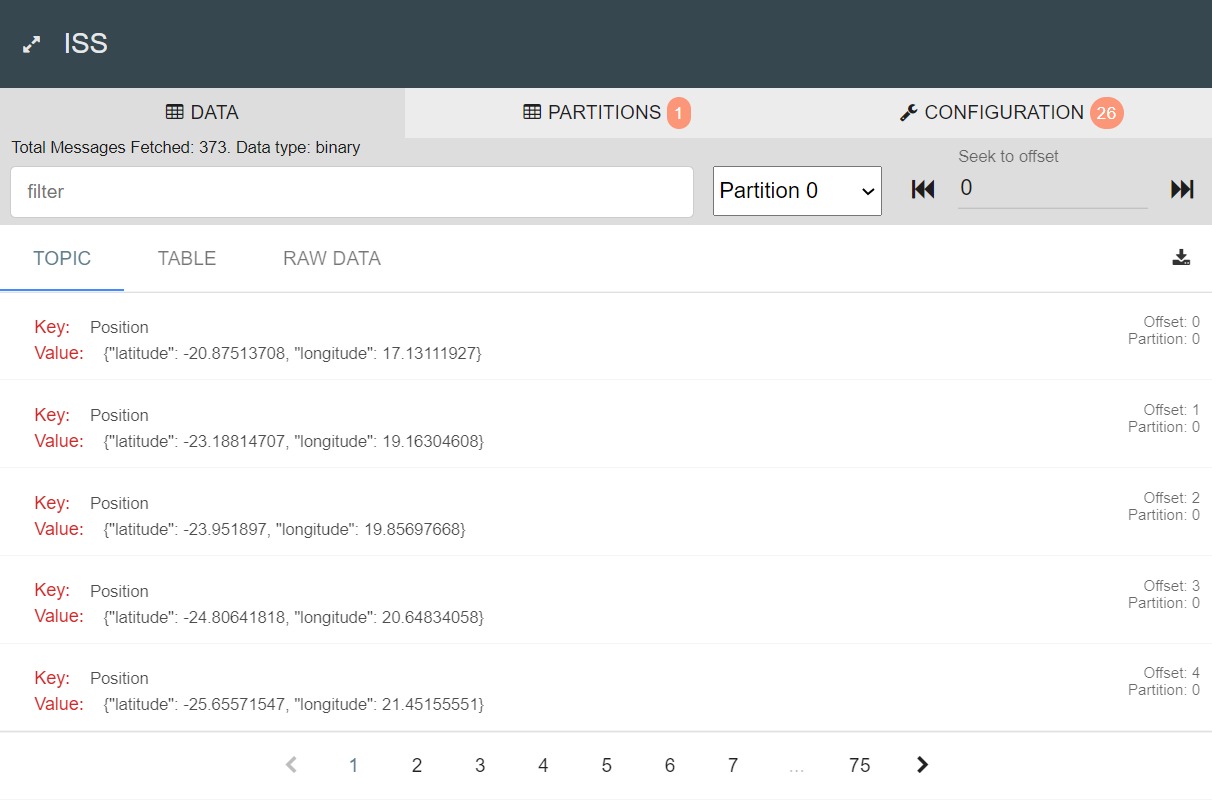 ISS
DATA PARTITIONS 1 CONFIGURATION 26
Total Messages Fetched: 373. Data type: binary
Seek to offset
filter Partition 0 0
TOPIC TABLE RAW DATA
Key: Position Offset: 0
Value: {"latitude": -20.87513708, "longitude": 17.13111927} Partition: 0
Key: Position Offset: 1
Value: {"latitude": -23.18814707, "longitude": 19.16304608} Partition: 0
Key: Position Offset: 2
Value: {"latitude": -23.951897, "longitude": 19.85697668} Partition: 0
Key: Position Offset: 3
Value: {"latitude": -24.80641818, "longitude": 20.64834058} Partition: 0
Key: Position Offset: 4
Value: {"latitude": -25.65571547, "longitude": 21.45155551} Partition: 0
1 2 3 4 5 6 7 ... 75